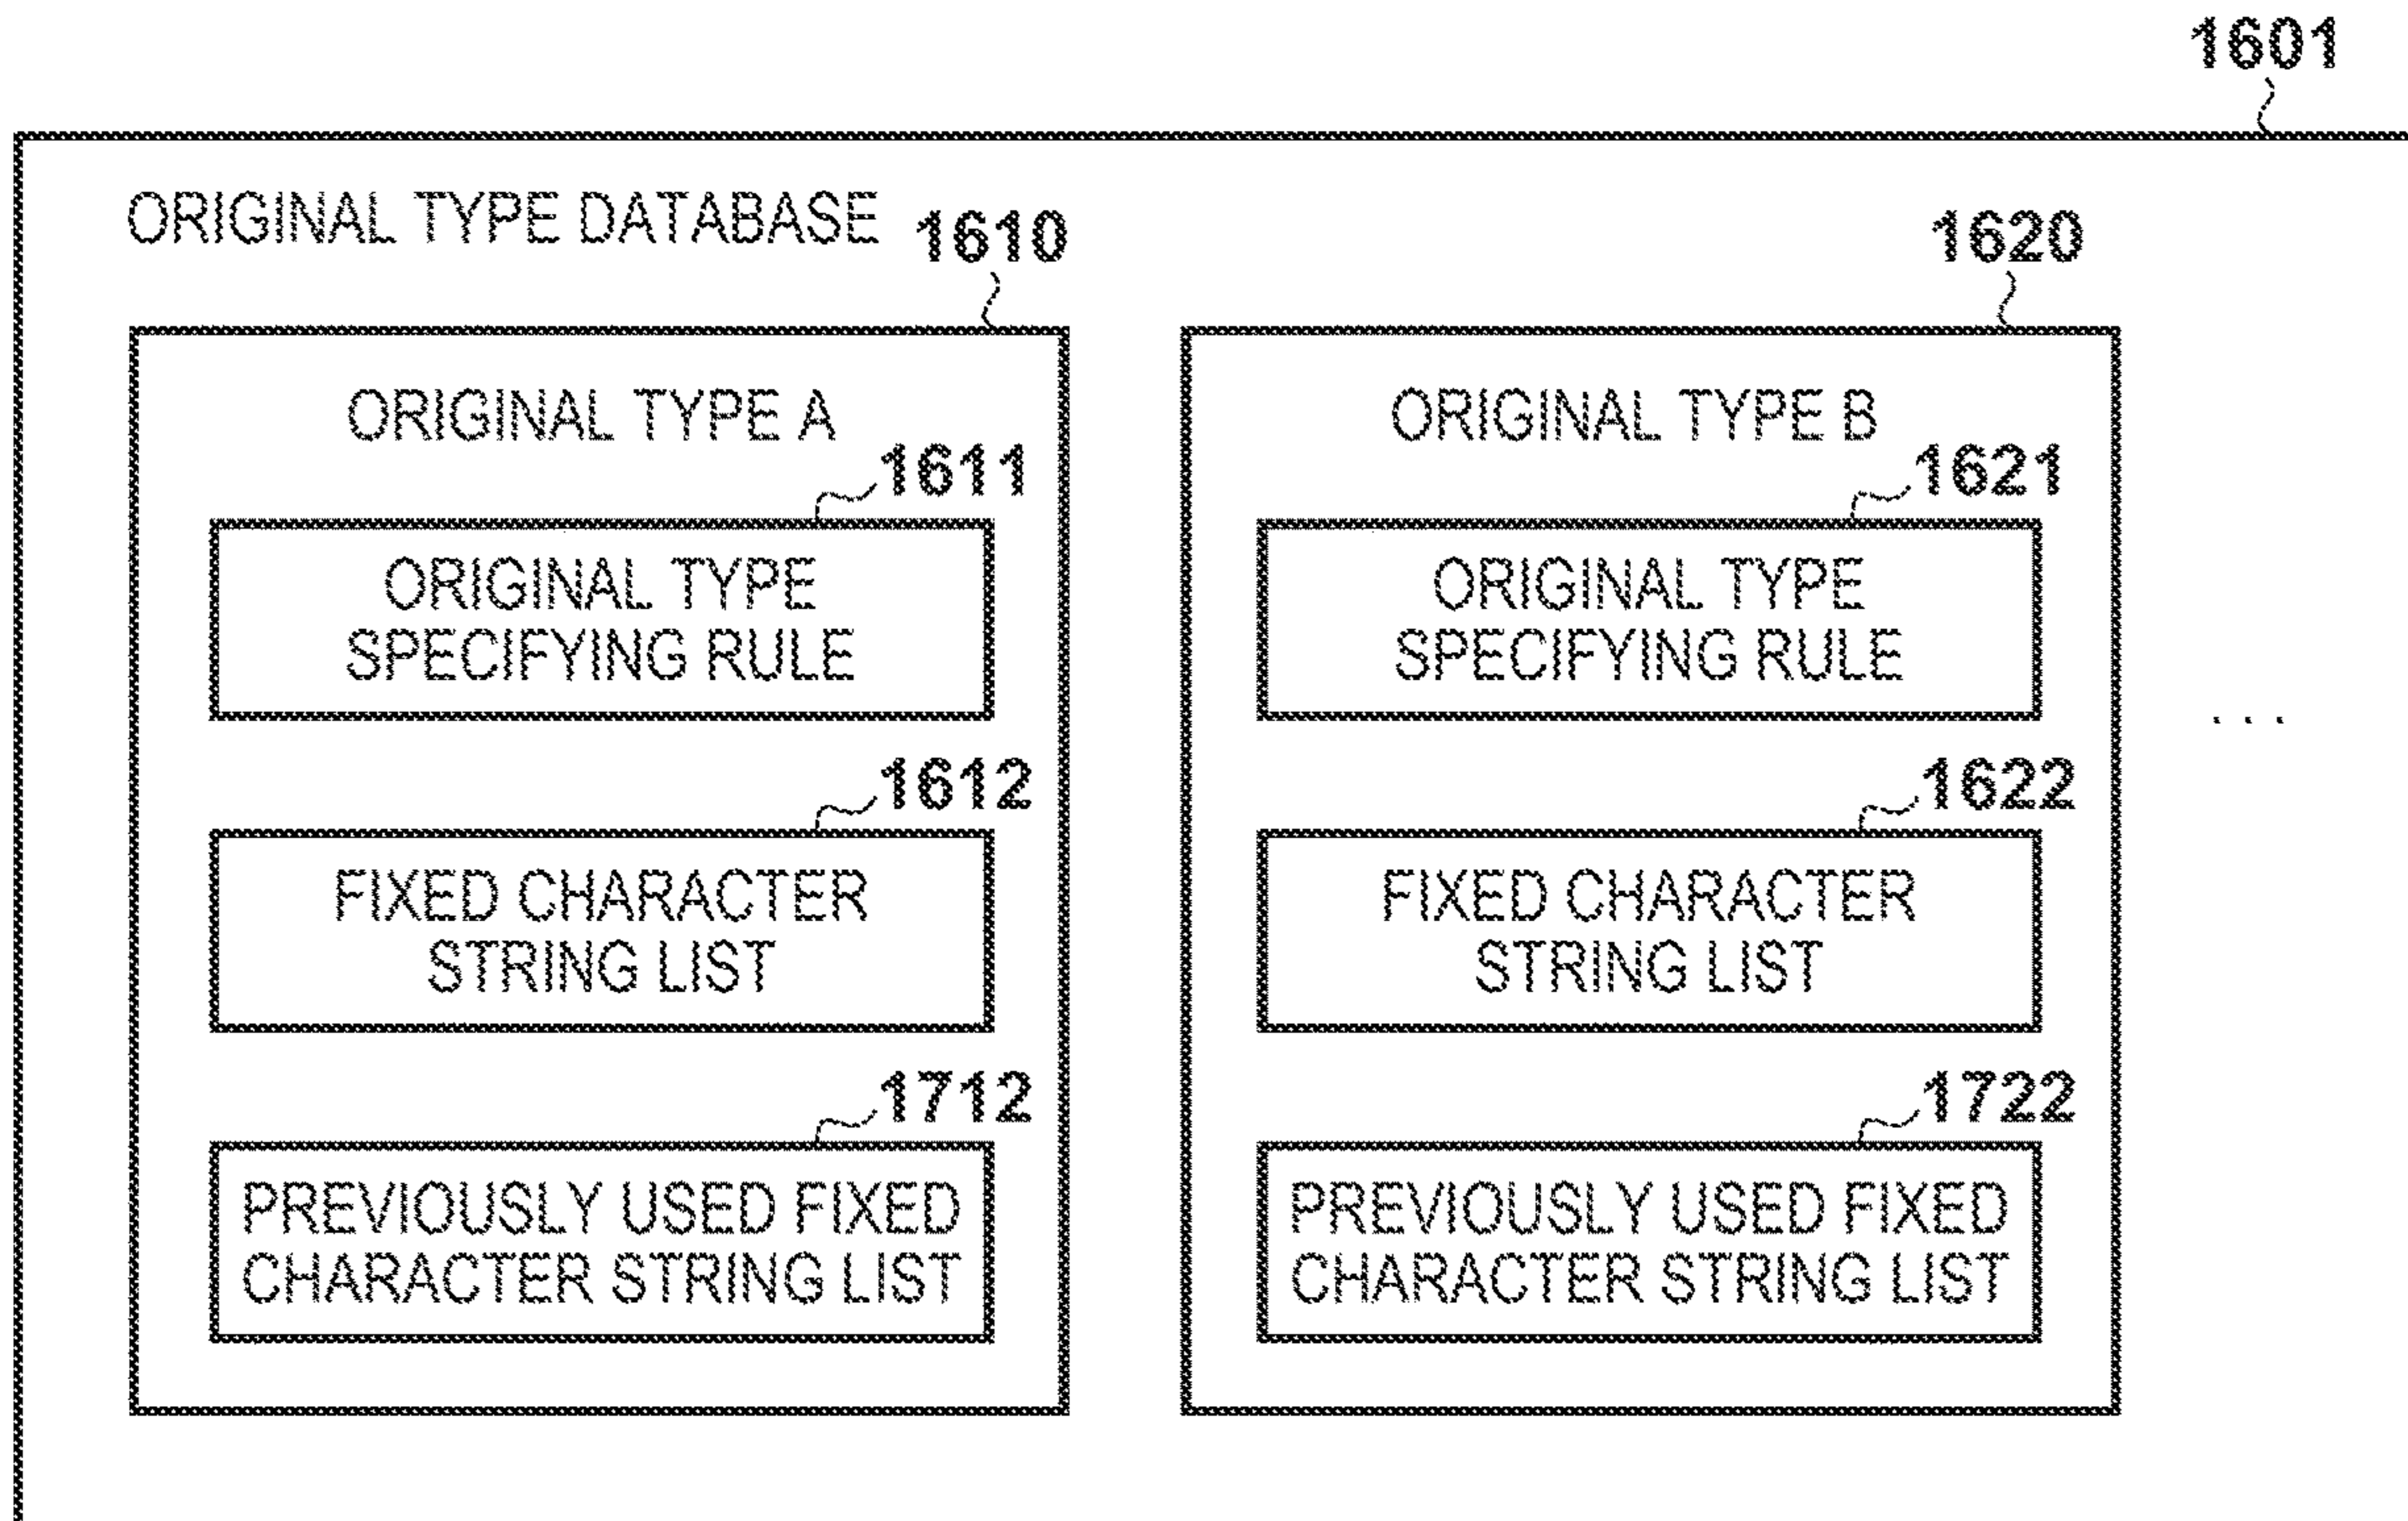 1601
ORIGINAL TYPE DATABASE
1610
1620
ORIGINAL TYPE A
1611
ORIGINAL TYPE
SPECIFYING RULE
1612
FIXED CHARACTER
STRING LIST
1712
PREVIOUSLY USED FIXED
CHARACTER STRING LIST
ORIGINAL TYPE B
1621
ORIGINAL TYPE
SPECIFYING RULE
1622
FIXED CHARACTER
STRING LIST
1722
PREVIOUSLY USED FIXED
CHARACTER STRING LIST
...